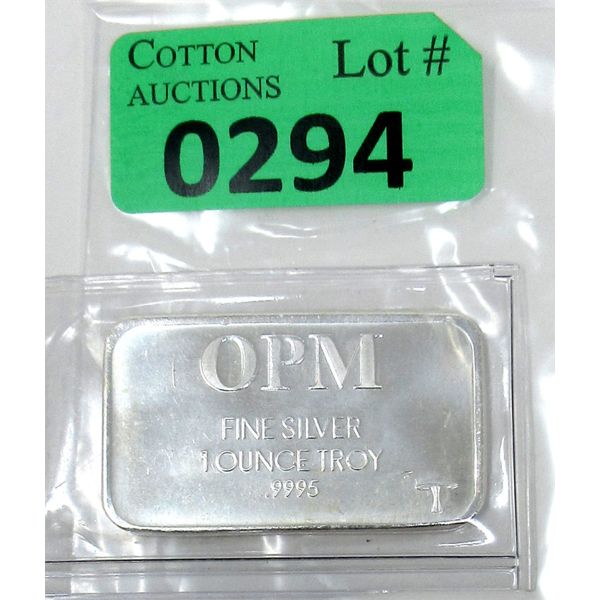 COTTON
AUCTIONS
Lot #
0294
OPM
FINE SILVER
1 OUNCE TROY
.9995